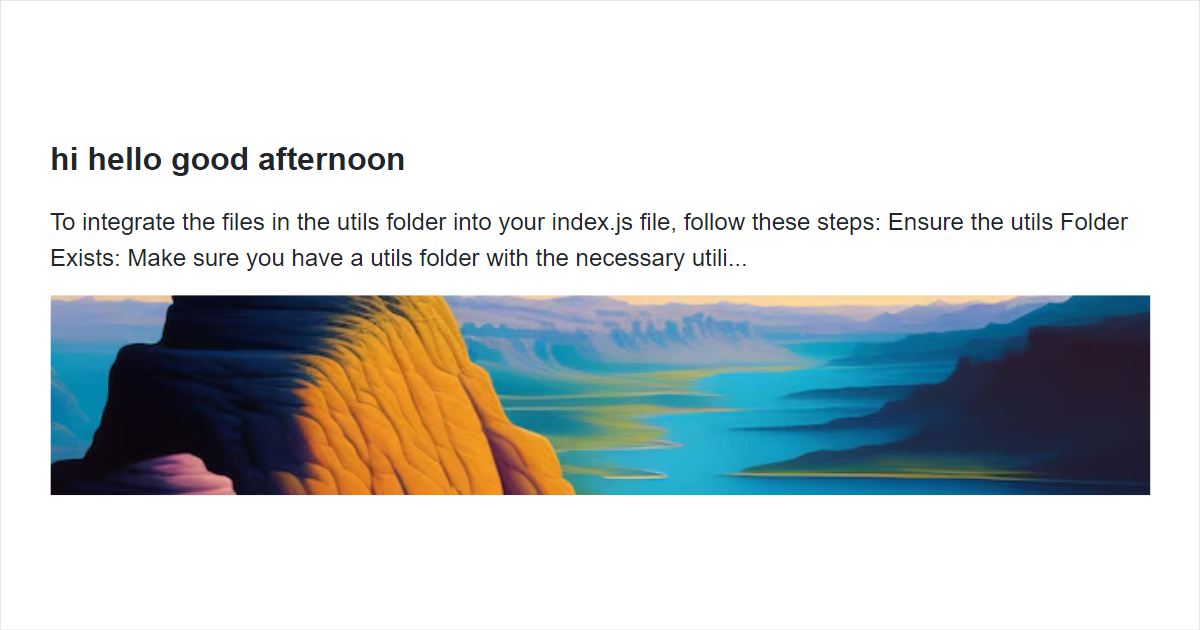 hi hello good afternoon
To integrate the files in the utils folder into your index.js file, follow these steps: Ensure the utils Folder
Exists: Make sure you have a utils folder with the necessary utili...